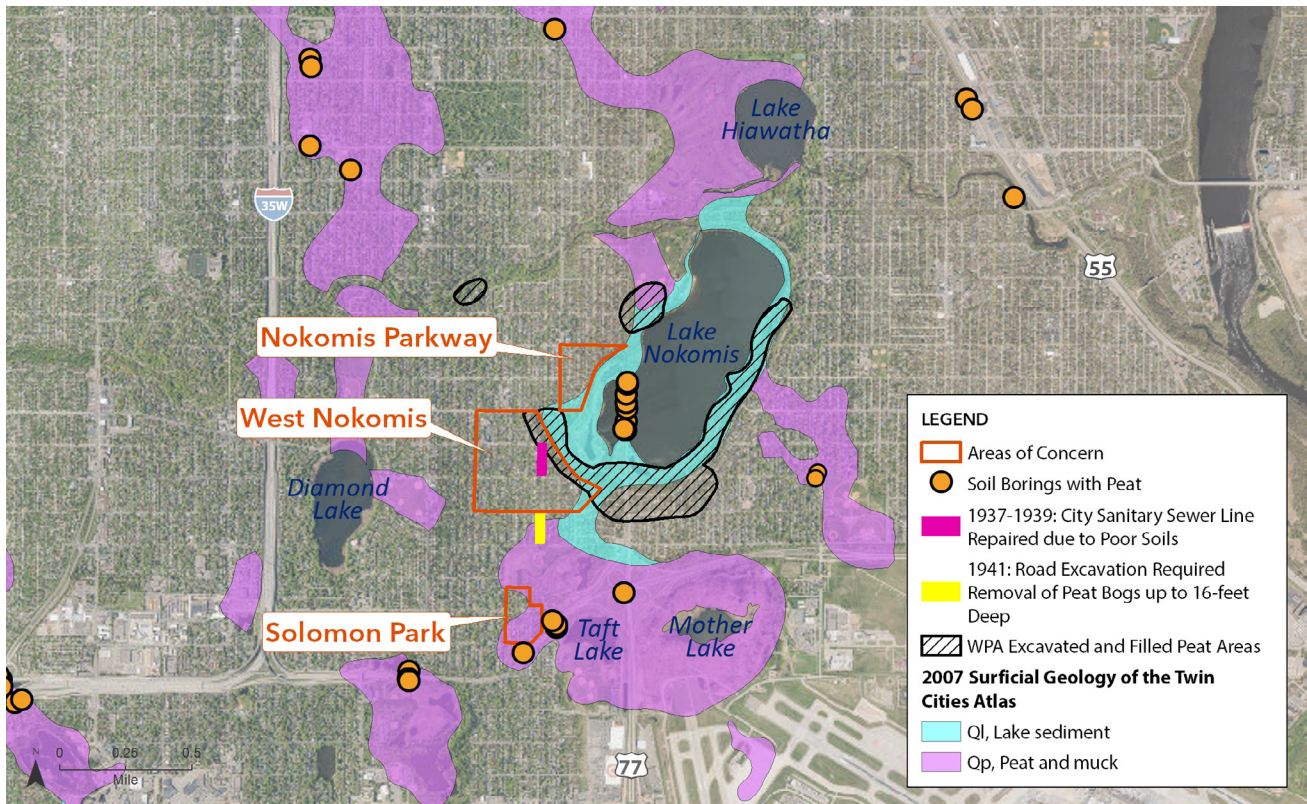 Lake
Hiawatha
35W
55
Nokomis Parkway
Lake
Nokomis
West Nokomis
Diamond
Lake
Solomon Park
Taft
Lake
Mother
Lake
77
N
0 0.25 0.5
Mile
LEGEND
Areas of Concern
Soil Borings with Peat
1937-1939: City Sanitary Sewer Line
Repaired due to Poor Soils
1941: Road Excavation Required
Removal of Peat Bogs up to 16-feet
Deep
WPA Excavated and Filled Peat Areas
2007 Surficial Geology of the Twin
Cities Atlas
Ql, Lake sediment
Qp, Peat and muck